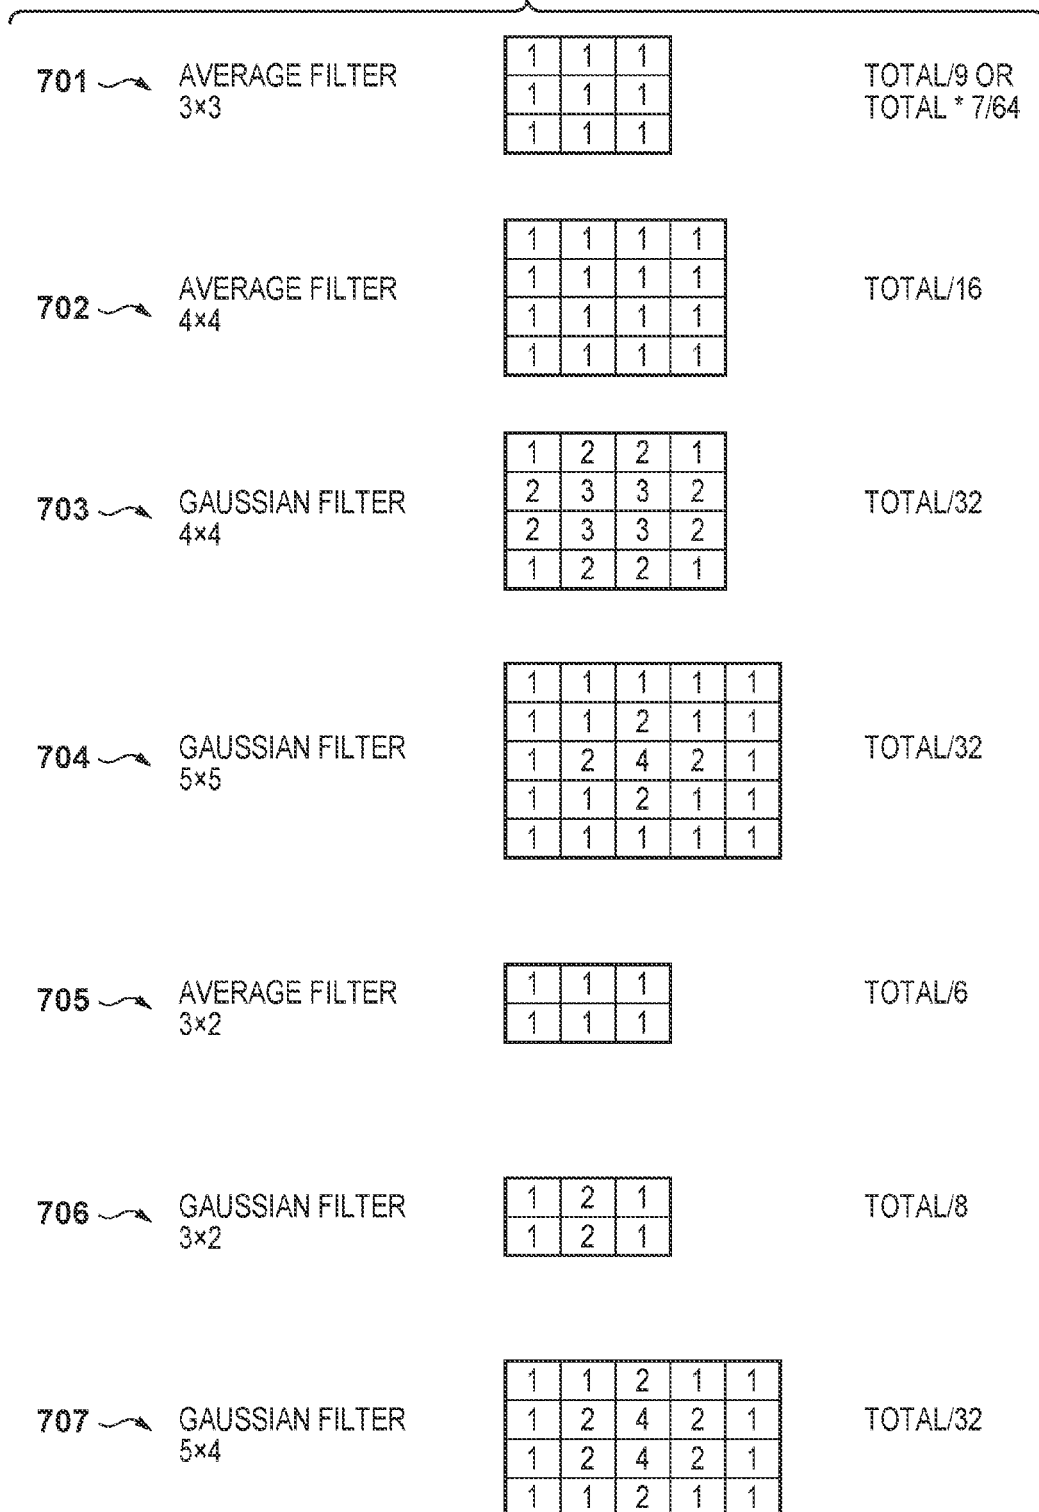 701 AVERAGE FILTER 3×3
1 1 1
1 1 1
1 1 1
TOTAL/9 OR
TOTAL * 7/64
702 AVERAGE FILTER
4×4
1 1 1 1
1 1 1 1
1 1 1 1
1 1 1 1
TOTAL/16
703 GAUSSIAN FILTER
4×4
1 2 2 1
2 3 3 2
2 3 3 2
1 2 2 1
TOTAL/32
704 GAUSSIAN FILTER
5×5
1 1 1 1 1
1 1 2 1 1
1 2 4 2 1
1 1 2 1 1
1 1 1 1 1
TOTAL/32
705 AVERAGE FILTER
3×2
1 1 1
1 1 1
TOTAL/6
706 GAUSSIAN FILTER
3×2
1 2 1
1 2 1
TOTAL/8
707 GAUSSIAN FILTER
5×4
1 1 2 1 1
1 2 4 2 1
1 2 4 2 1
1 1 2 1 1
TOTAL/32